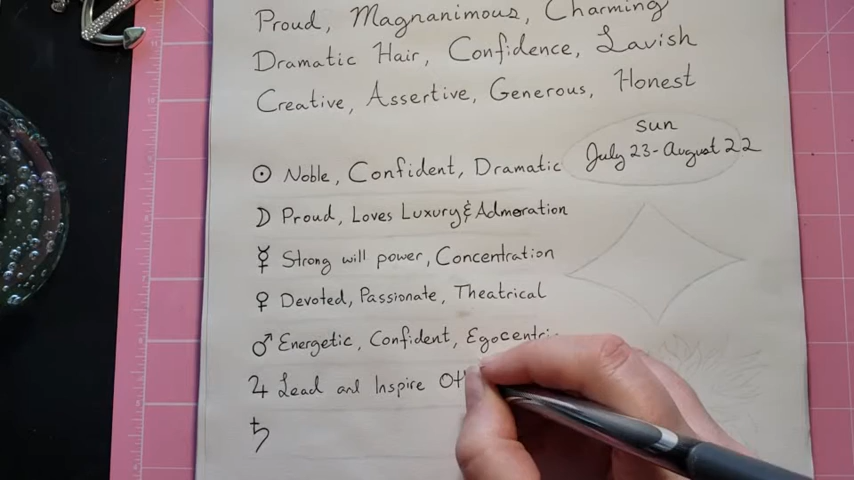 Proud, Magnanimous, Charming
Dramatic Hair, Confidence, Lavish
Creative, Assertive, Generous, Honest
sun
July 23-August 22
☉ Noble, Confident, Dramatic
☽ Proud, Loves Luxury & Admoration
☿ Strong will power, Concentration
♀ Devoted, Passionate, Theatrical
♂ Energetic, Confident, Egocentric
♃ Lead and Inspire
♄